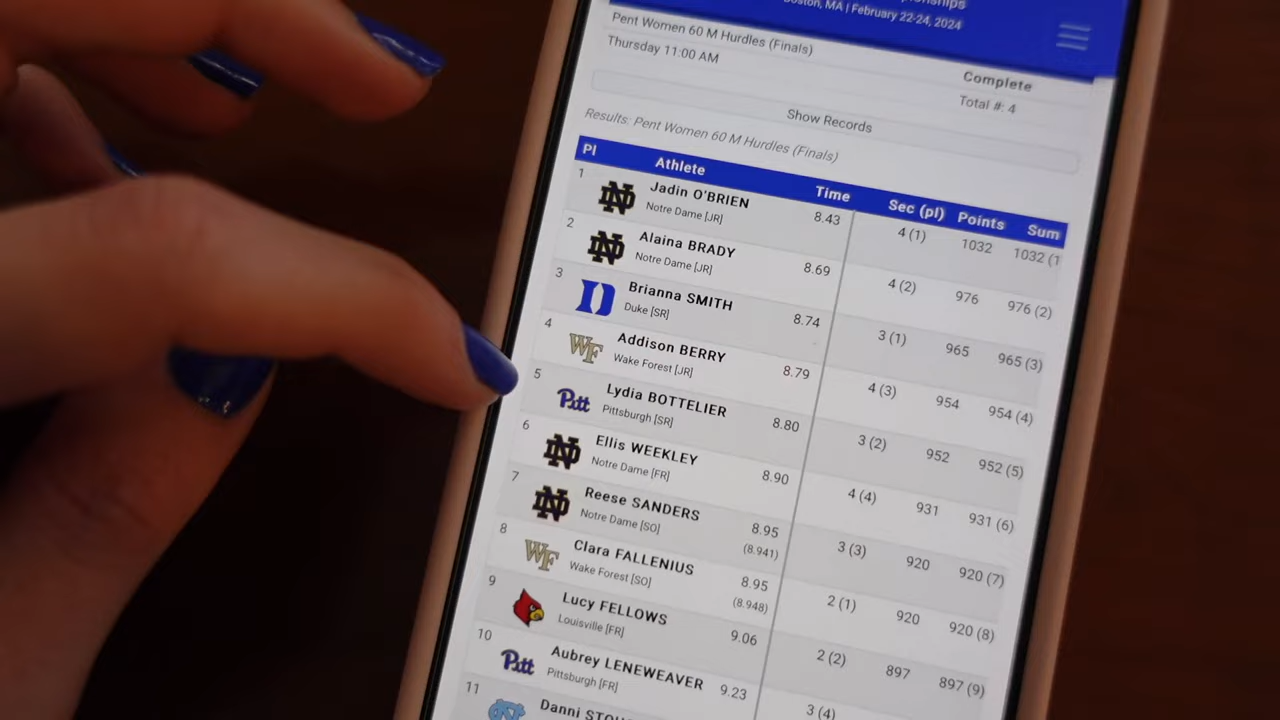 Boston, MA | February 22-24, 2024
Pent Women 60 M Hurdles (Finals)
Thursday 11:00 AM
Complete
Total #: 4
Show Records
Results: Pent Women 60 M Hurdles (Finals)
Pl Athlete Time Sec (pl) Points Sum
1 Jadin O'BRIEN 8.43 4 (1) 1032 1032 (1
Notre Dame [JR]
2 Alaina BRADY 8.69 4 (2) 976 976 (2)
Notre Dame [JR]
3 Brianna SMITH 8.74 3 (1) 965 965 (3)
Duke [SR]
4 WF Addison BERRY 8.79 4 (3) 954 954 (4)
Wake Forest [JR]
5 Pitt Lydia BOTTELIER 8.80 3 (2) 952 952 (5)
Pittsburgh [SR]
6 Ellis WEEKLEY 8.90 4 (4) 931 931 (6)
Notre Dame [FR]
7 Reese SANDERS 8.95 3 (3) 920 920 (7)
Notre Dame [SO] (8.941)
8 WF Clara FALLENIUS 8.95 2 (1) 920 920 (8)
Wake Forest [SO] (8.948)
9 Lucy FELLOWS 9.06 2 (2) 897 897 (9)
Louisville [FR]
10 Pitt Aubrey LENEWEAVER 9.23 3 (4)
Pittsburgh [FR]
11 Danni